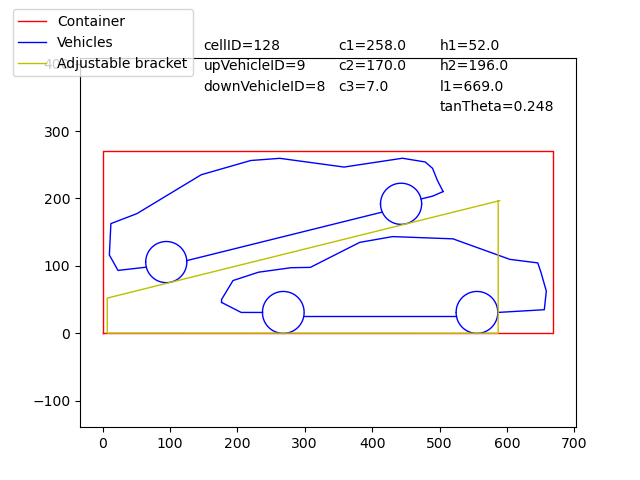 Container
Vehicles
Adjustable bracket
cellID=128 c1=258.0 h1=52.0
upVehicleID=9 c2=170.0 h2=196.0
downVehicleID=8 c3=7.0 l1=669.0
tanTheta=0.248
400
300
200
100
0
−100
0 100 200 300 400 500 600 700